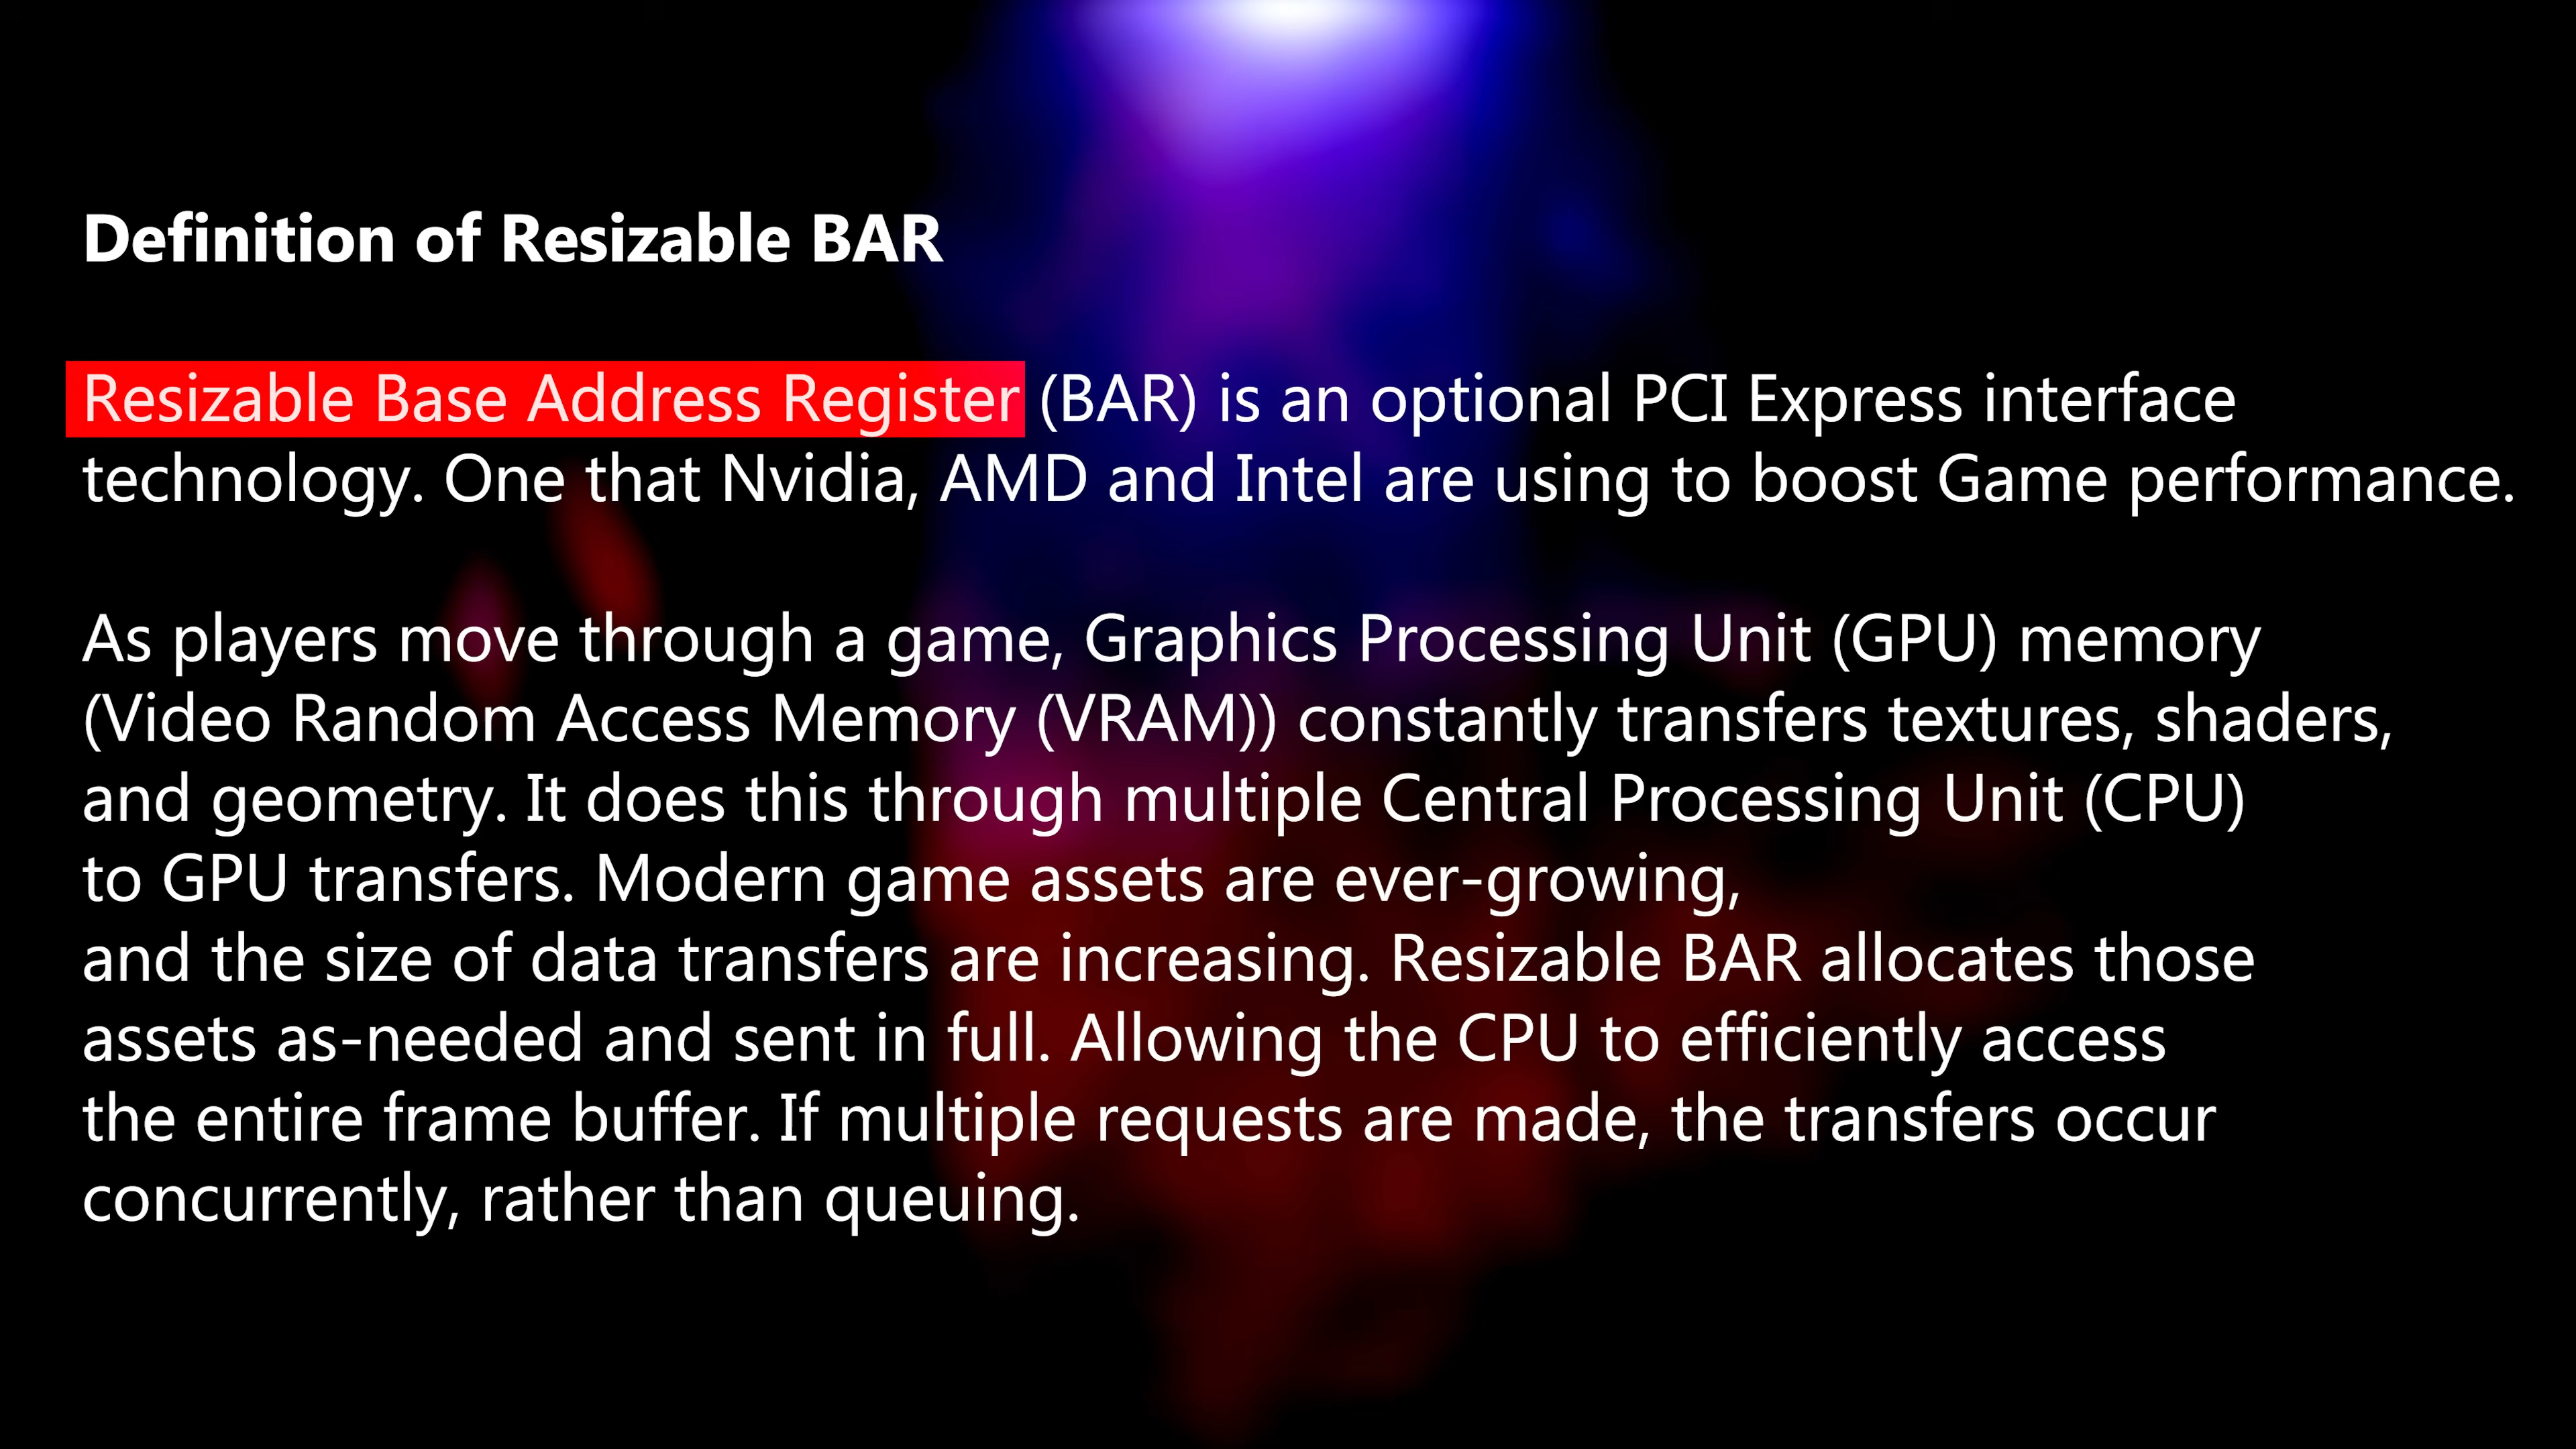 Definition of Resizable BAR
Resizable Base Address Register (BAR) is an optional PCI Express interface
technology. One that Nvidia, AMD and Intel are using to boost Game performance.
As players move through a game, Graphics Processing Unit (GPU) memory
(Video Random Access Memory (VRAM)) constantly transfers textures, shaders,
and geometry. It does this through multiple Central Processing Unit (CPU)
to GPU transfers. Modern game assets are ever-growing,
and the size of data transfers are increasing. Resizable BAR allocates those
assets as-needed and sent in full. Allowing the CPU to efficiently access
the entire frame buffer. If multiple requests are made, the transfers occur
concurrently, rather than queuing.